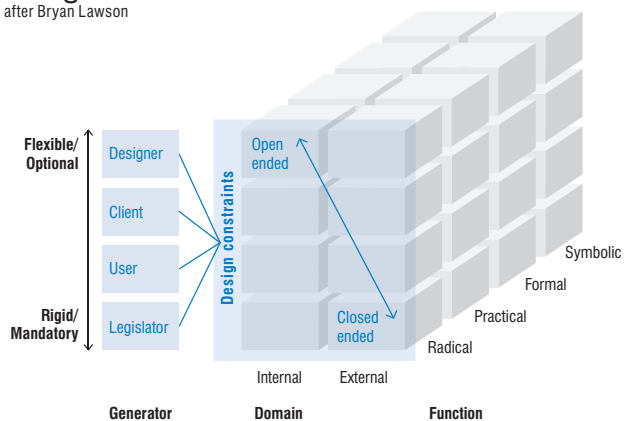 after Bryan Lawson
Flexible/
Optional
Designer
Client
User
Rigid/
Mandatory
Legislator
Design constraints
Open
ended
Closed
ended
Symbolic
Formal
Practical
Radical
Internal
External
Generator
Domain
Function